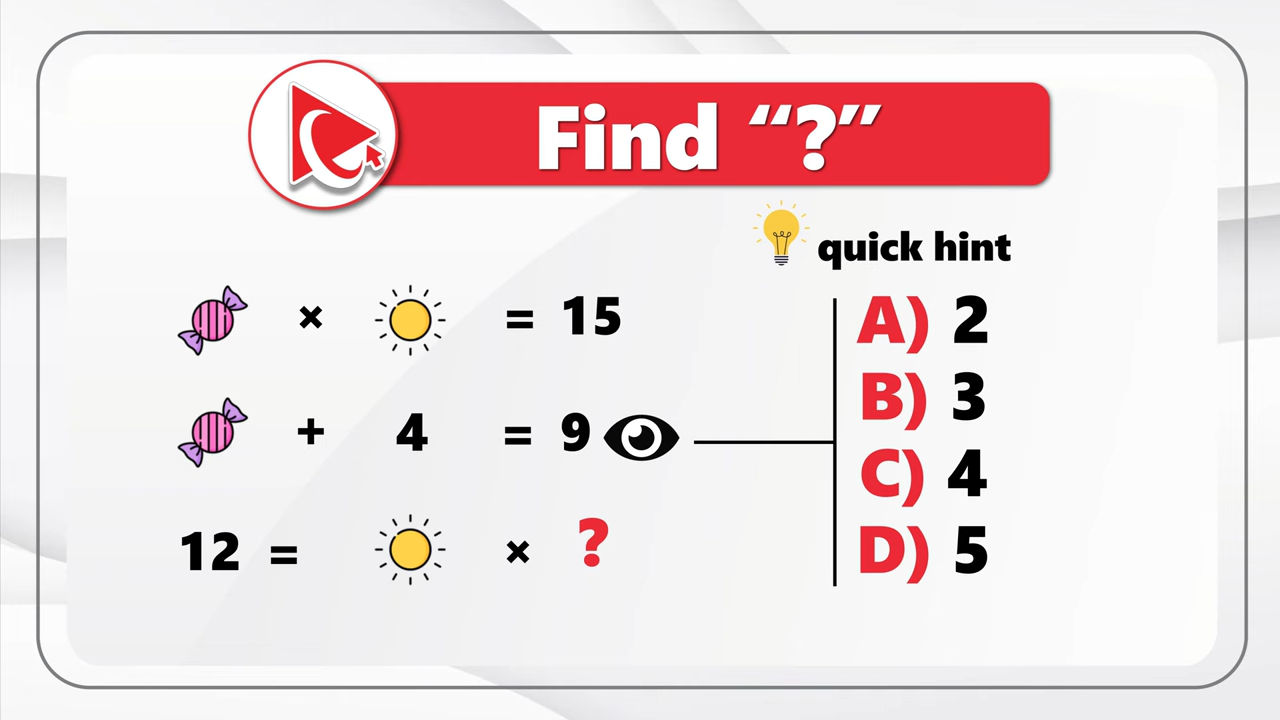 Find “?”
quick hint
× = 15
+ 4 = 9
12 = × ?
A) 2
B) 3
C) 4
D) 5